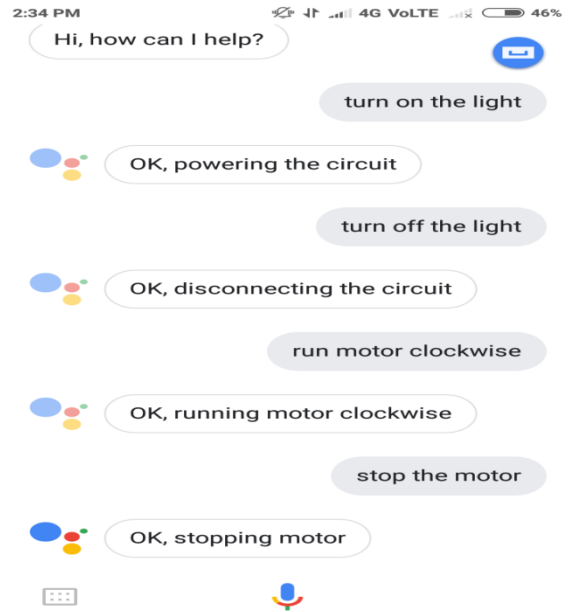 2:34 PM 4G VoLTE 46%
Hi, how can I help?
turn on the light
OK, powering the circuit
turn off the light
OK, disconnecting the circuit
run motor clockwise
OK, running motor clockwise
stop the motor
OK, stopping motor